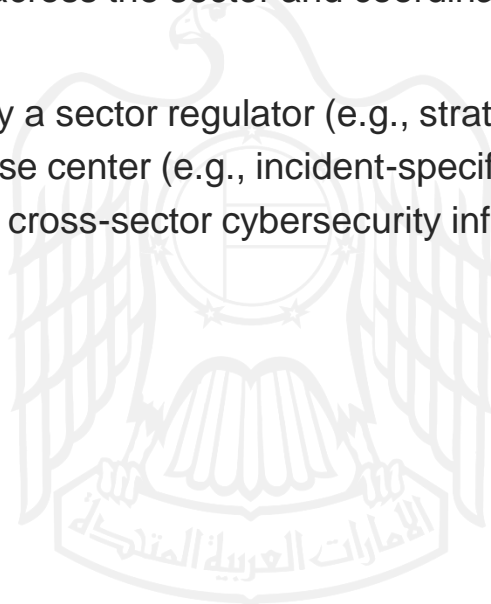 across the sector and coordina
y a sector regulator (e.g., strat
se center (e.g., incident-specif
cross-sector cybersecurity inf
الإمارات العربية المتحدة